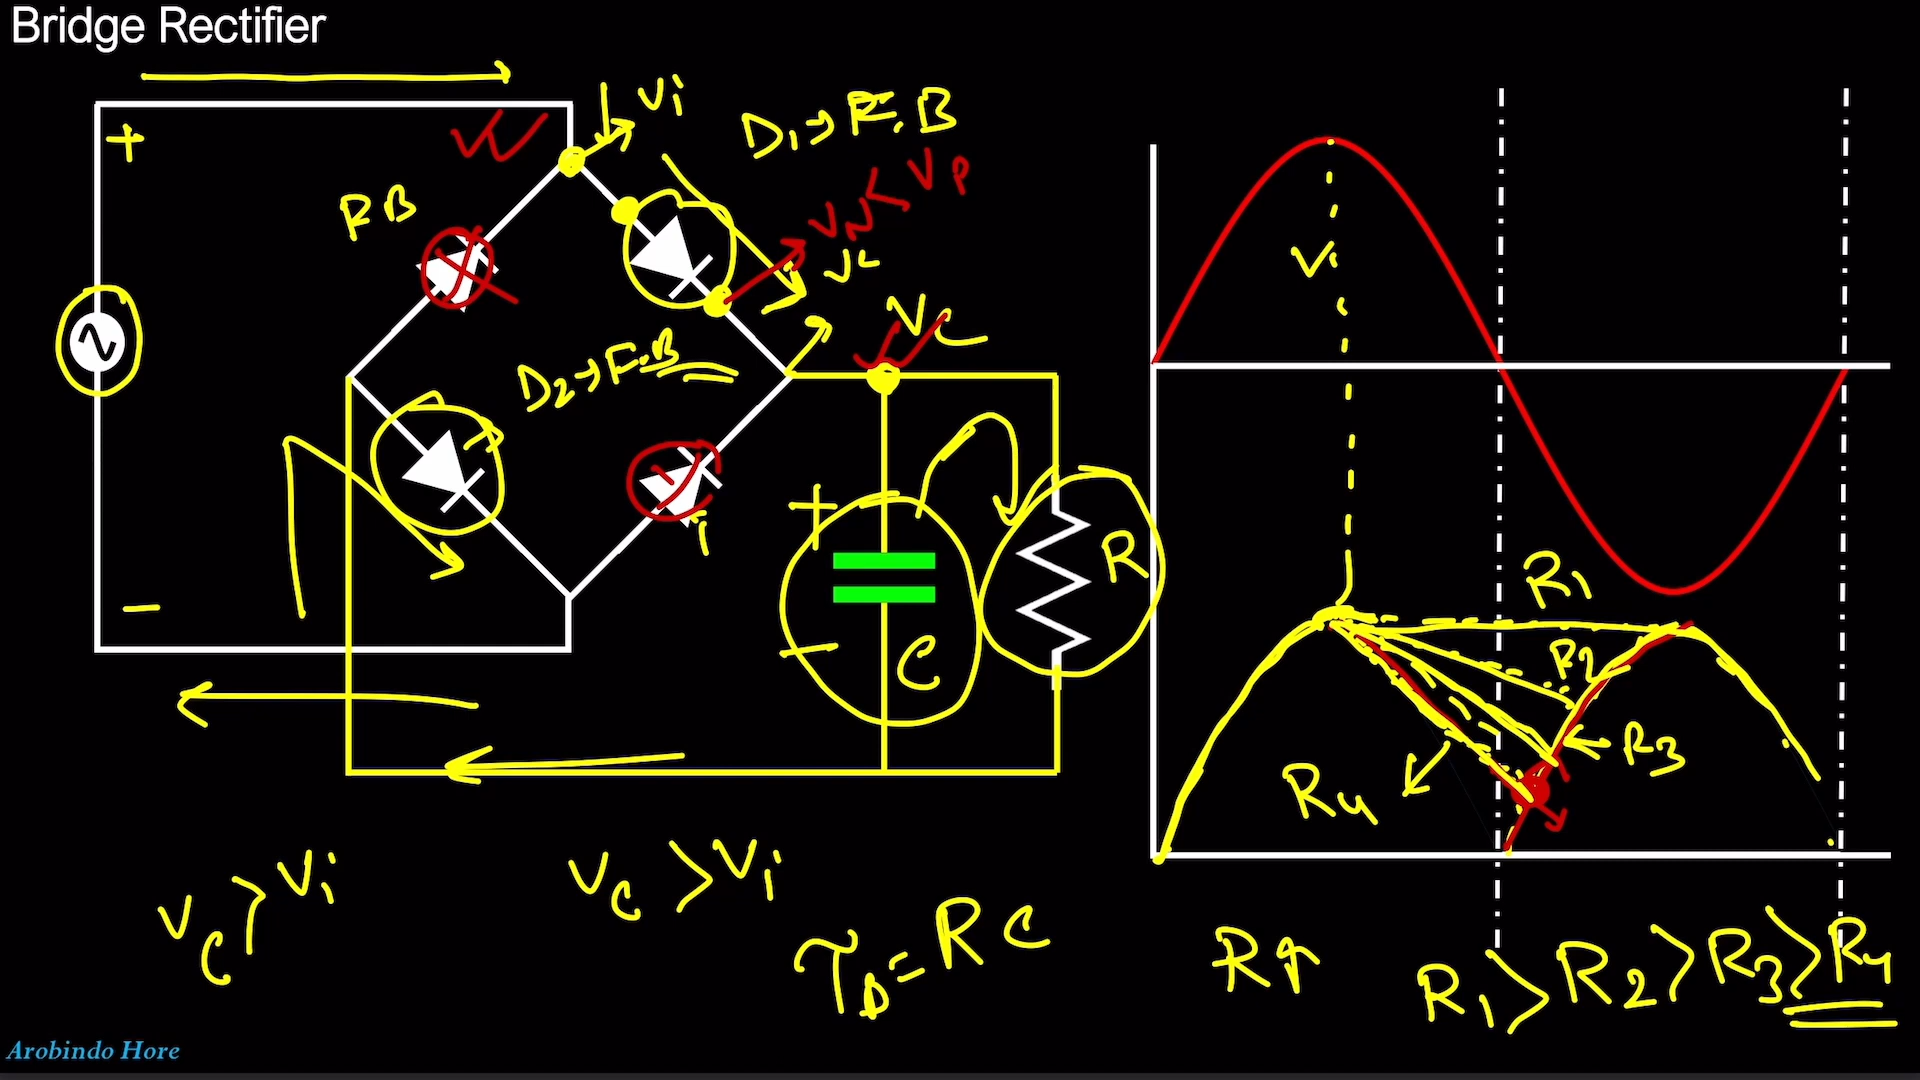 Bridge Rectifier
Vi
D1→F.B
+
RB
VN < VP
Vc
Vi
Vc
D2→F.B
+
i
R
R1
−
−
C
R2
R3
R4
Vc > Vi
Vc > Vi
τD = RC
R↑
R1 > R2 > R3 > R4
Arobindo Hore